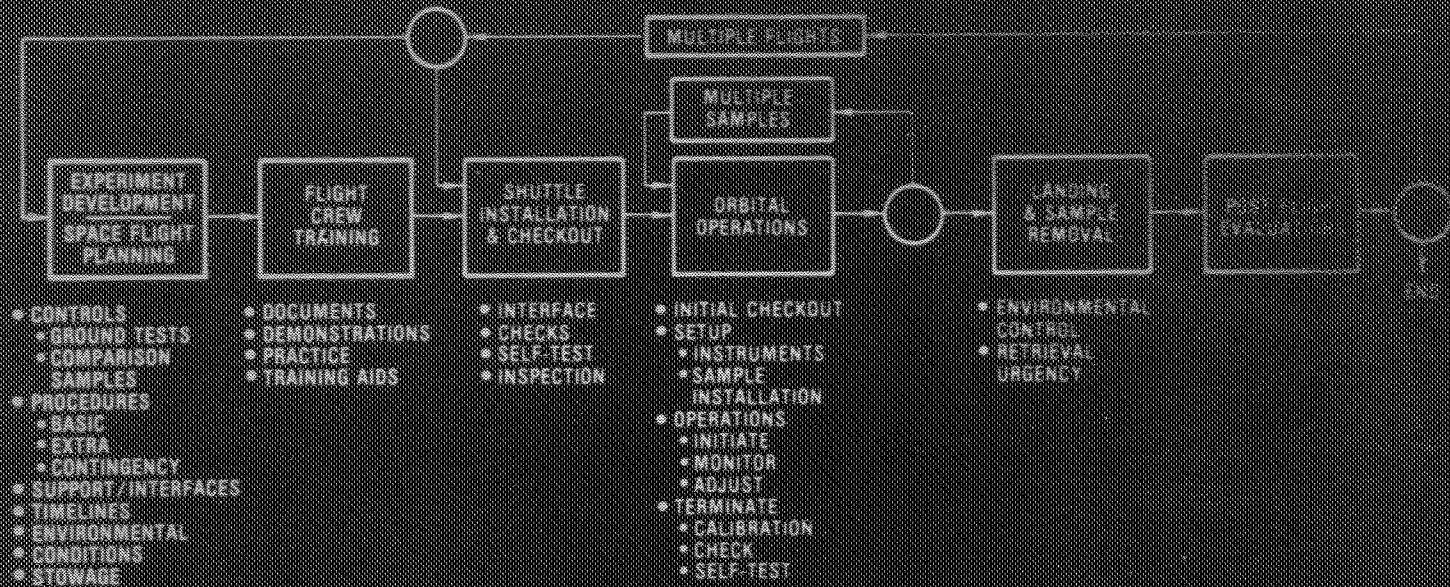 MULTIPLE FLIGHTS
MULTIPLE
SAMPLES
EXPERIMENT
DEVELOPMENT
SPACE FLIGHT
PLANNING
FLIGHT
CREW
TRAINING
SHUTTLE
INSTALLATION
& CHECKOUT
ORBITAL
OPERATIONS
LANDING
& SAMPLE
REMOVAL
POST
END
• CONTROLS
• GROUND TESTS
• COMPARISON
SAMPLES
• PROCEDURES
• BASIC
• EXTRA
• CONTINGENCY
• SUPPORT/INTERFACES
• TIMELINES
• ENVIRONMENTAL
• CONDITIONS
• STOWAGE
• DOCUMENTS
• DEMONSTRATIONS
• PRACTICE
• TRAINING AIDS
• INTERFACE
• CHECKS
• SELF-TEST
• INSPECTION
• INITIAL CHECKOUT
• SETUP
• INSTRUMENTS
• SAMPLE
INSTALLATION
• OPERATIONS
• INITIATE
• MONITOR
• ADJUST
• TERMINATE
• CALIBRATION
• CHECK
• SELF-TEST
• ENVIRONMENTAL
CONTROL
• RETRIEVAL
URGENCY